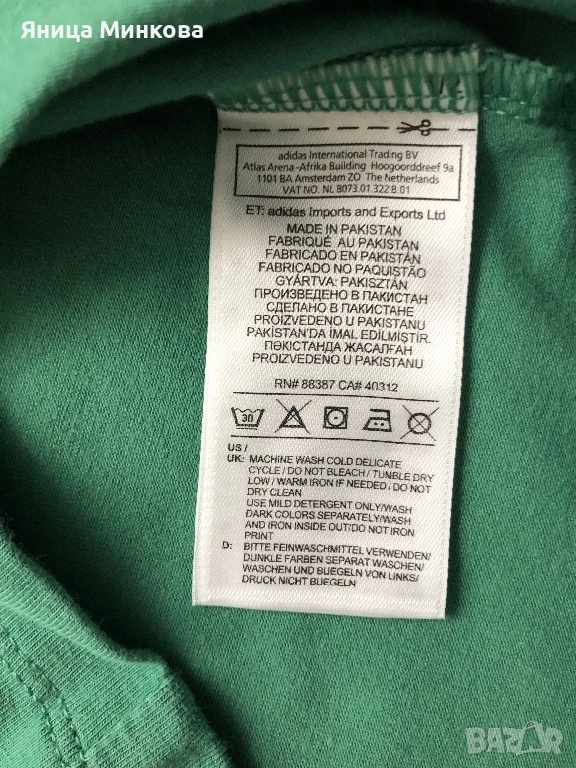 Яница Минкова
adidas International Trading BV
Atlas Arena -Afrika Building Hoogoorddreef 9a
1101 BA Amsterdam ZO The Netherlands
VAT NO. NL 8073.01.322.B.01
ET: adidas Imports and Exports Ltd
MADE IN PAKISTAN
FABRIQUÉ AU PAKISTAN
FABRICADO EN PAKISTÁN
FABRICADO NO PAQUISTÃO
GYÁRTVA: PAKISZTÁN
ПРОИЗВЕДЕНО В ПАКИСТАН
СДЕЛАНО В ПАКИСТАНЕ
PROIZVEDENO U PAKISTANU
PAKİSTAN'DA İMAL EDİLMİŞTİR.
ПӘКІСТАНДА ЖАСАЛҒАН
PROIZVEDENO U PAKISTANU
RN# 88387 CA# 40312
30
US /
UK: MACHINE WASH COLD DELICATE
CYCLE / DO NOT BLEACH / TUMBLE DRY
LOW / WARM IRON IF NEEDED / DO NOT
DRY CLEAN
USE MILD DETERGENT ONLY/WASH
DARK COLORS SEPARATELY/WASH
AND IRON INSIDE OUT/DO NOT IRON
PRINT
D: BITTE FEINWASCHMITTEL VERWENDEN/
DUNKLE FARBEN SEPARAT WASCHEN/
WASCHEN UND BUEGELN VON LINKS/
DRUCK NICHT BUEGELN
BAZAR